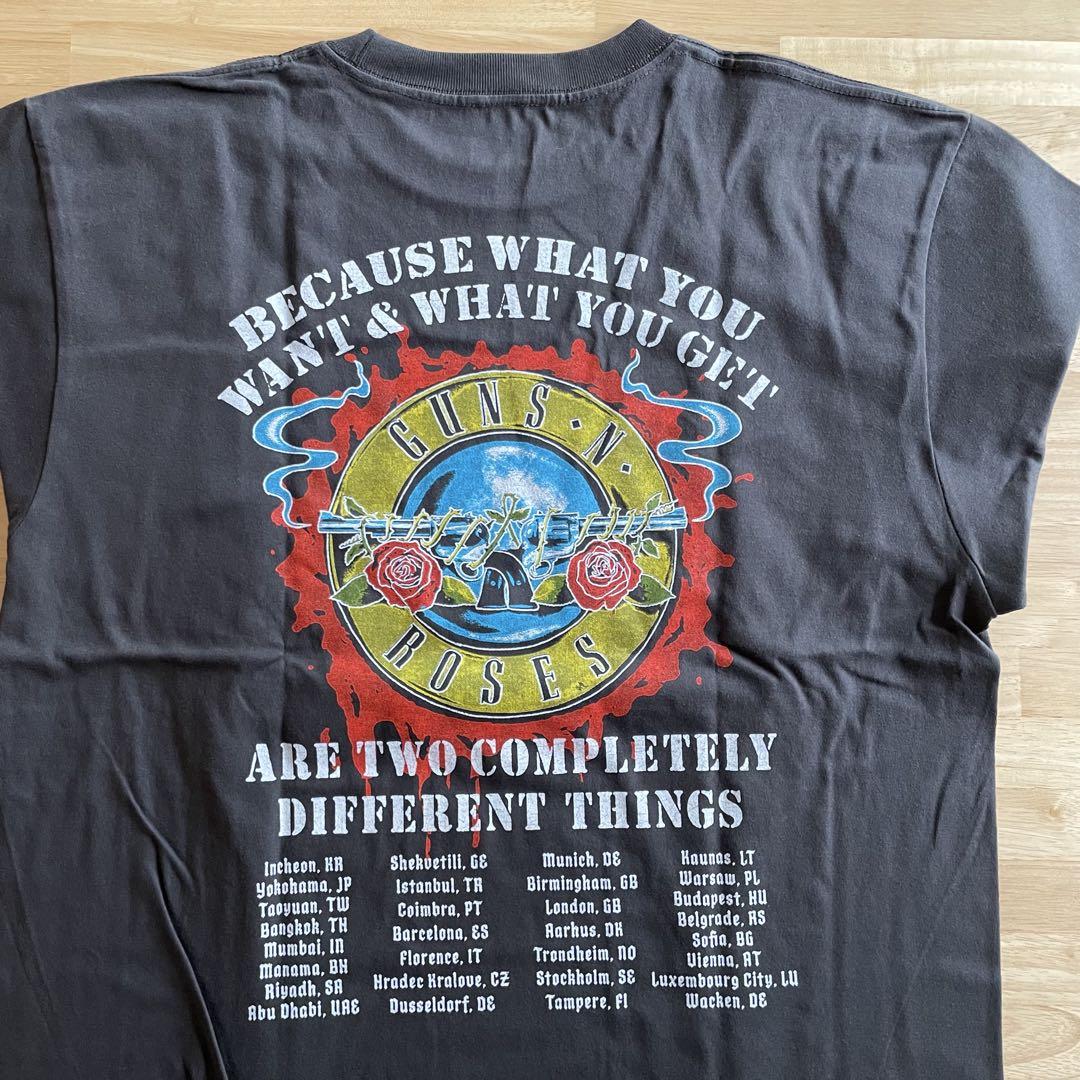 BECAUSE WHAT YOU
WANT & WHAT YOU GET
GUNS · N ·
ROSES
ARE TWO COMPLETELY
DIFFERENT THINGS
Incheon, KR
Yokohama, JP
Taoyuan, TW
Bangkok, TH
Mumbai, IN
Manama, BH
Riyadh, SA
Abu Dhabi, UAE
Shekvetili, GE
Istanbul, TR
Coimbra, PT
Barcelona, ES
Florence, IT
Hradec Kralove, CZ
Dusseldorf, DE
Munich, DE
Birmingham, GB
London, GB
Aarhus, DK
Trondheim, NO
Stockholm, SE
Tampere, FI
Kaunas, LT
Warsaw, PL
Budapest, HU
Belgrade, RS
Sofia, BG
Vienna, AT
Luxembourg City, LU
Wacken, DE